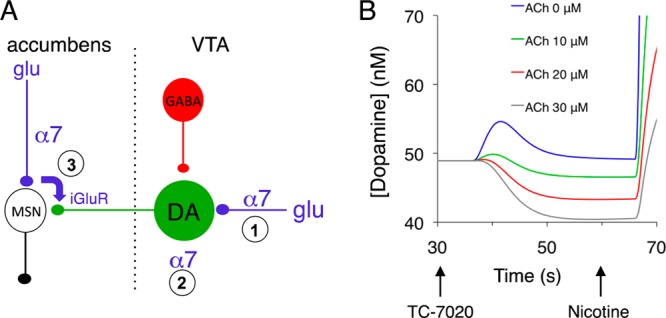 A
accumbens
VTA
glu
GABA
α7
3
iGluR
MSN
DA
α7
glu
1
α7
2
B
ACh 0 μM
ACh 10 μM
ACh 20 μM
ACh 30 μM
[Dopamine] (nM)
70
60
50
40
30
50
70
Time (s)
TC-7020
Nicotine